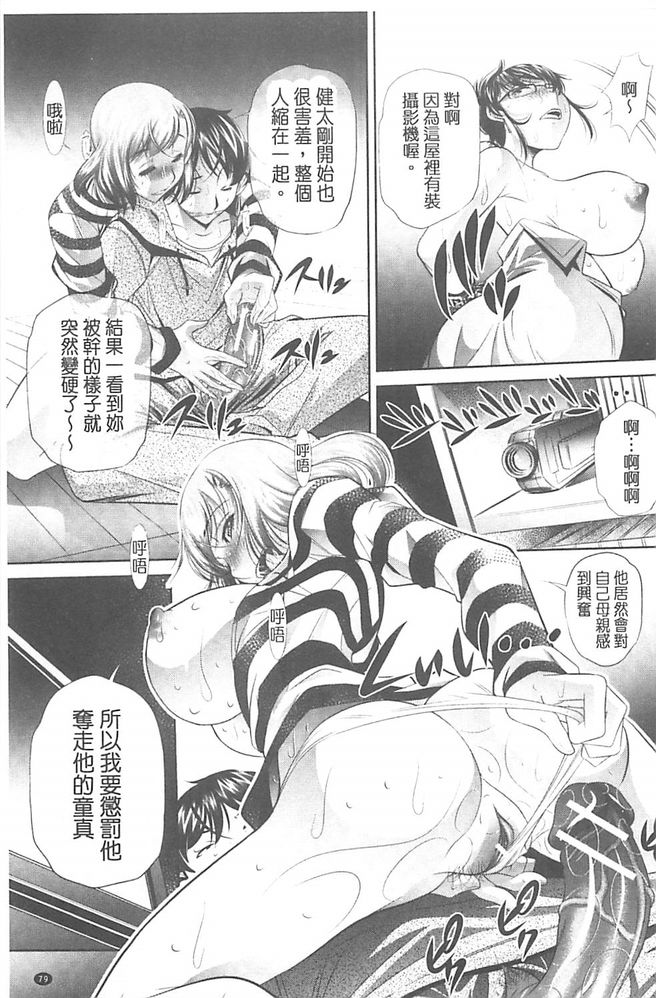 啊～
對啊
因為這屋裡有裝
攝影機喔。
健太剛開始也
很害羞，整個
人縮在一起。
哦啦
結果一看到妳
被幹的樣子就
突然變硬了～～
啊…啊啊啊
他居然會對
自己母親感
到興奮
呼唔
呼唔
呼唔
所以我要懲罰他
奪走他的童真
79